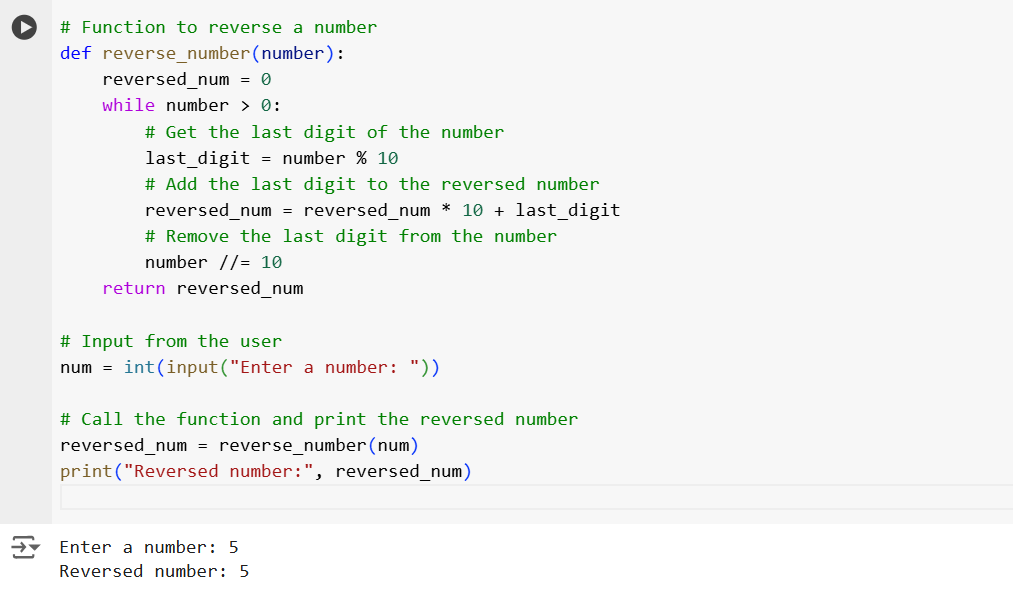 # Function to reverse a number
def reverse_number(number):
    reversed_num = 0
    while number > 0:
        # Get the last digit of the number
        last_digit = number % 10
        # Add the last digit to the reversed number
        reversed_num = reversed_num * 10 + last_digit
        # Remove the last digit from the number
        number //= 10
    return reversed_num

# Input from the user
num = int(input("Enter a number: "))

# Call the function and print the reversed number
reversed_num = reverse_number(num)
print("Reversed number:", reversed_num)

Enter a number: 5
Reversed number: 5